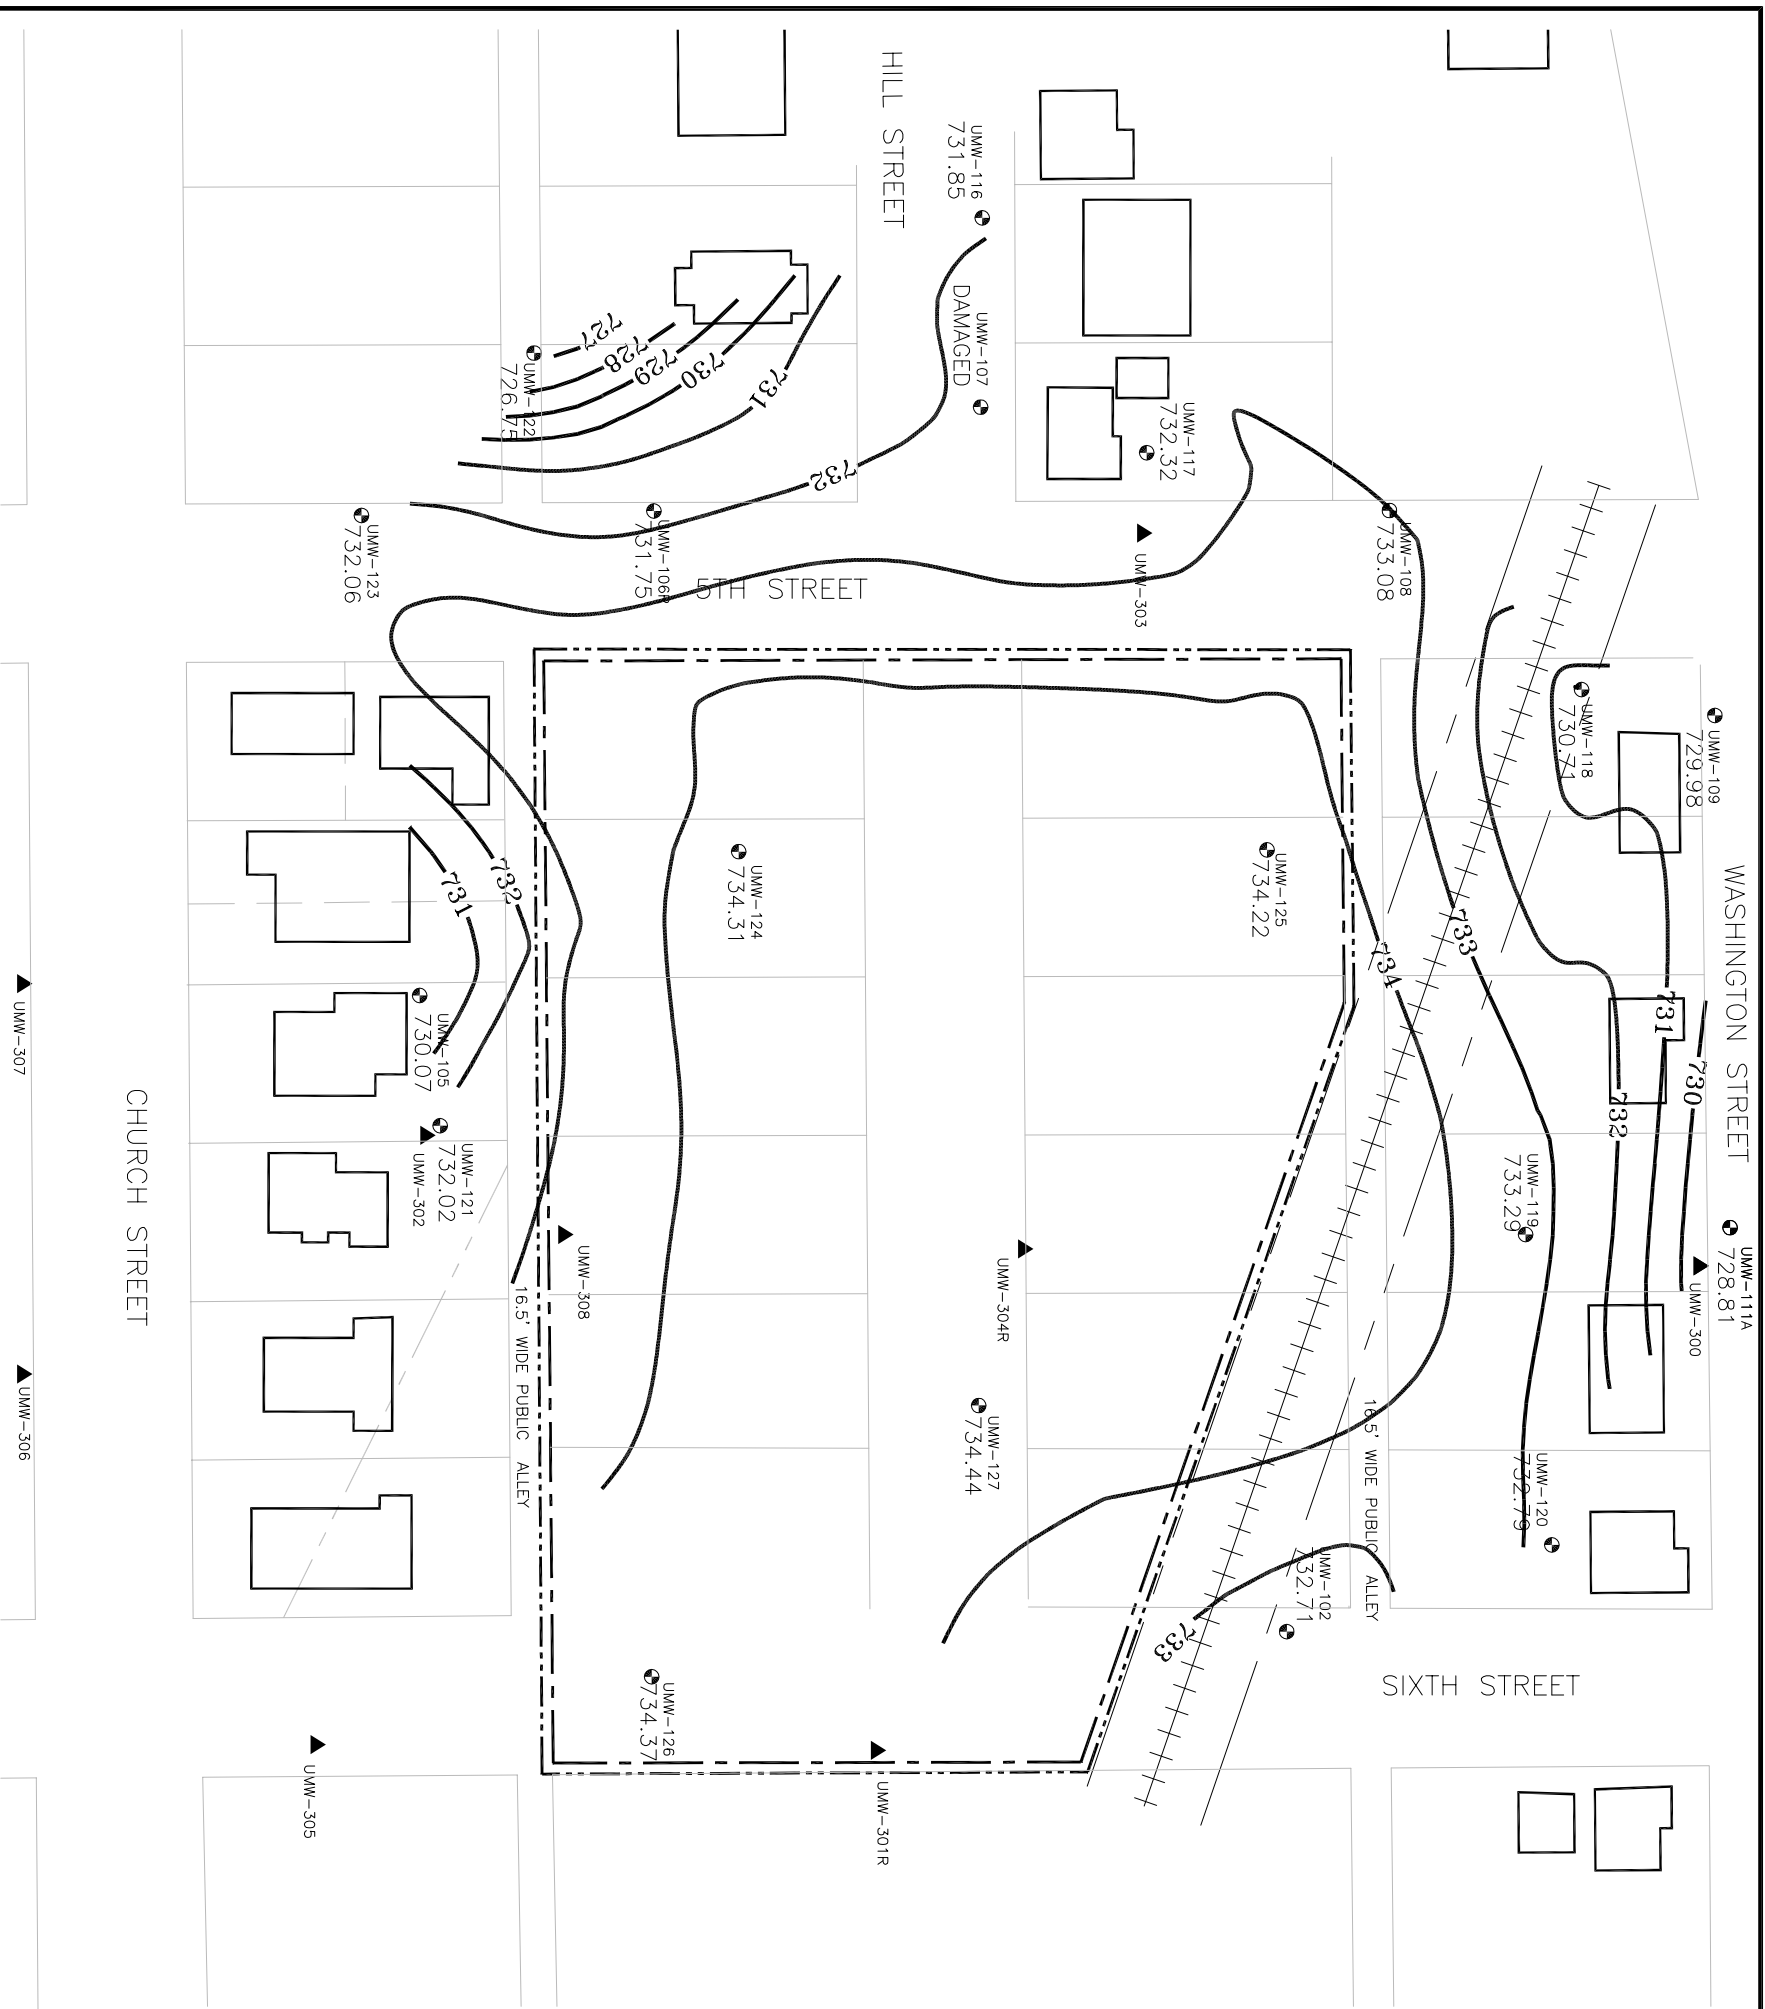 HILL STREET
UMW-116
731.85
UMW-107
DAMAGED
UMW-117
732.32
727
728
729
730
731
732
UMW-122
726.75
UMW-123
732.06
UMW-106R
731.75
5TH STREET
UMW-303
UMW-108
733.08
UMW-118
730.71
UMW-109
729.98
WASHINGTON STREET
UMW-124
734.31
UMW-125
734.22
732
731
733
734
731
730
732
UMW-307
UMW-105
730.07
UMW-121
732.02
UMW-302
CHURCH STREET
UMW-308
UMW-304R
UMW-119
733.29
UMW-111A
728.81
UMW-300
16.5' WIDE PUBLIC ALLEY
UMW-306
UMW-127
734.44
16.5' WIDE PUBLIC ALLEY
UMW-120
732.79
UMW-102
732.71
733
SIXTH STREET
UMW-126
734.37
UMW-305
UMW-301R